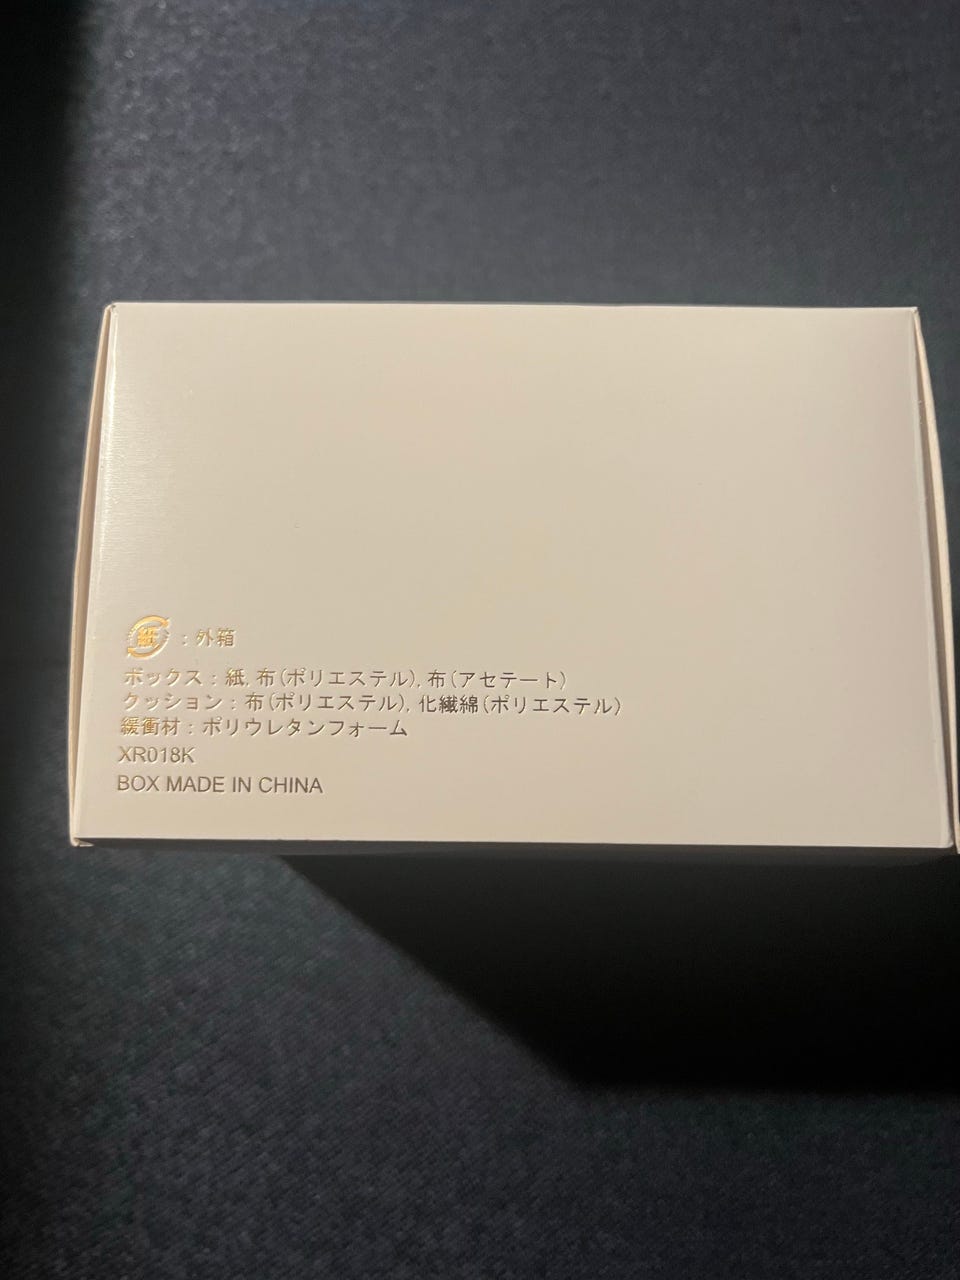 紙 : 外箱
ボックス : 紙, 布(ポリエステル), 布(アセテート)
クッション : 布(ポリエステル), 化繊綿(ポリエステル)
緩衝材 : ポリウレタンフォーム
XR018K
BOX MADE IN CHINA